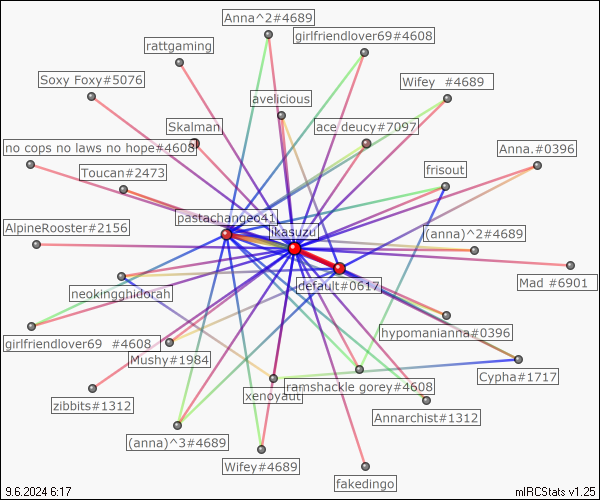 Anna^2#4689
girlfriendlover69#4608
rattgaming
Soxy Foxy#5076
Wifey  #4689
avelicious
Skalman
ace deucy#7097
no cops no laws no hope#4608
Anna.#0396
Toucan#2473
frisout
pastachangeo41
ikasuzu
AlpineRooster#2156
(anna)^2#4689
default#0617
Mad #6901
neokingghidorah
hypomanianna#0396
girlfriendlover69  #4608
Mushy#1984
Cypha#1717
ramshackle gorey#4608
xenoyaut
zibbits#1312
Annarchist#1312
(anna)^3#4689
Wifey#4689
fakedingo
9.6.2024 6:17
mIRCStats v1.25